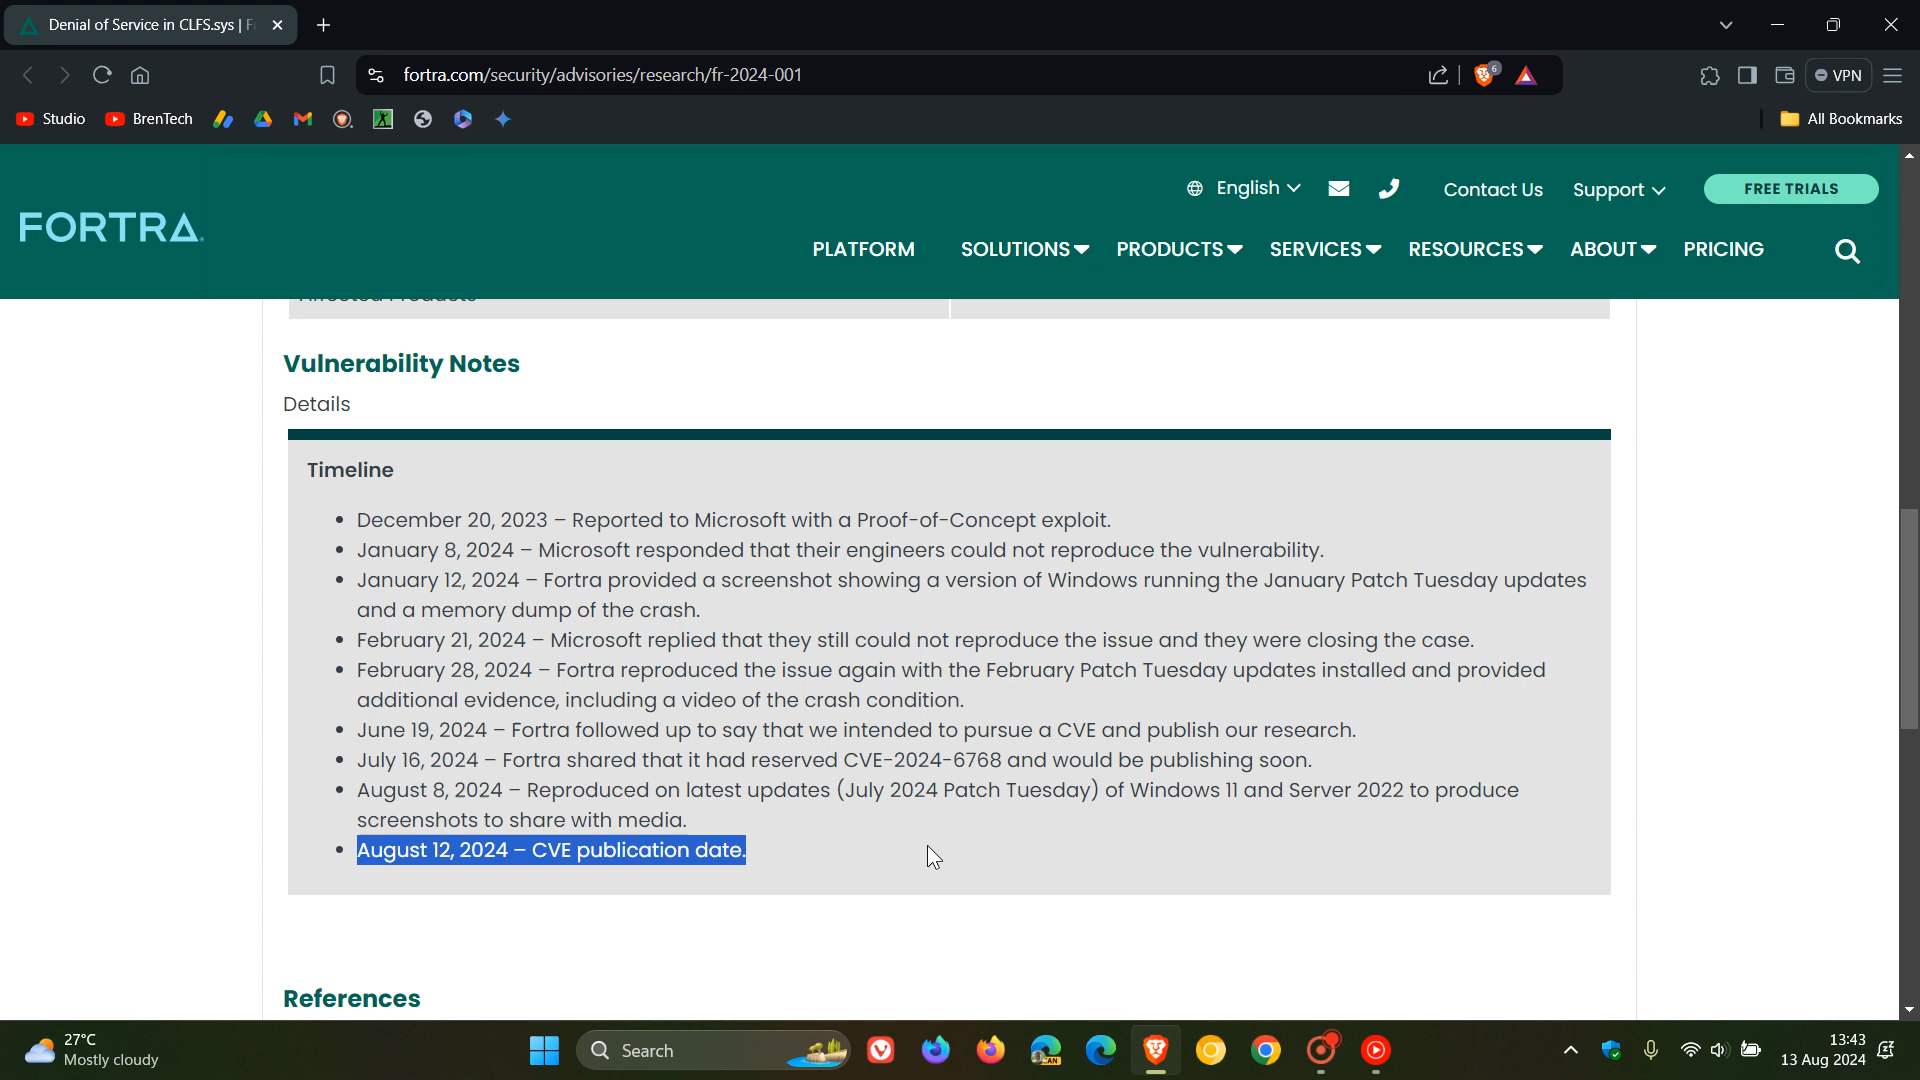 Denial of Service in CLFS.sys | F
fortra.com/security/advisories/research/fr-2024-001
6
VPN
Studio
BrenTech
All Bookmarks
FORTRA
English
Contact Us
Support
FREE TRIALS
PLATFORM
SOLUTIONS
PRODUCTS
SERVICES
RESOURCES
ABOUT
PRICING
Vulnerability Notes
Details
Timeline
• December 20, 2023 – Reported to Microsoft with a Proof-of-Concept exploit.
• January 8, 2024 – Microsoft responded that their engineers could not reproduce the vulnerability.
• January 12, 2024 – Fortra provided a screenshot showing a version of Windows running the January Patch Tuesday updates
and a memory dump of the crash.
• February 21, 2024 – Microsoft replied that they still could not reproduce the issue and they were closing the case.
• February 28, 2024 – Fortra reproduced the issue again with the February Patch Tuesday updates installed and provided
additional evidence, including a video of the crash condition.
• June 19, 2024 – Fortra followed up to say that we intended to pursue a CVE and publish our research.
• July 16, 2024 – Fortra shared that it had reserved CVE-2024-6768 and would be publishing soon.
• August 8, 2024 – Reproduced on latest updates (July 2024 Patch Tuesday) of Windows 11 and Server 2022 to produce
screenshots to share with media.
• August 12, 2024 – CVE publication date.
References
27°C
Mostly cloudy
Search
CAN
13:43
13 Aug 2024